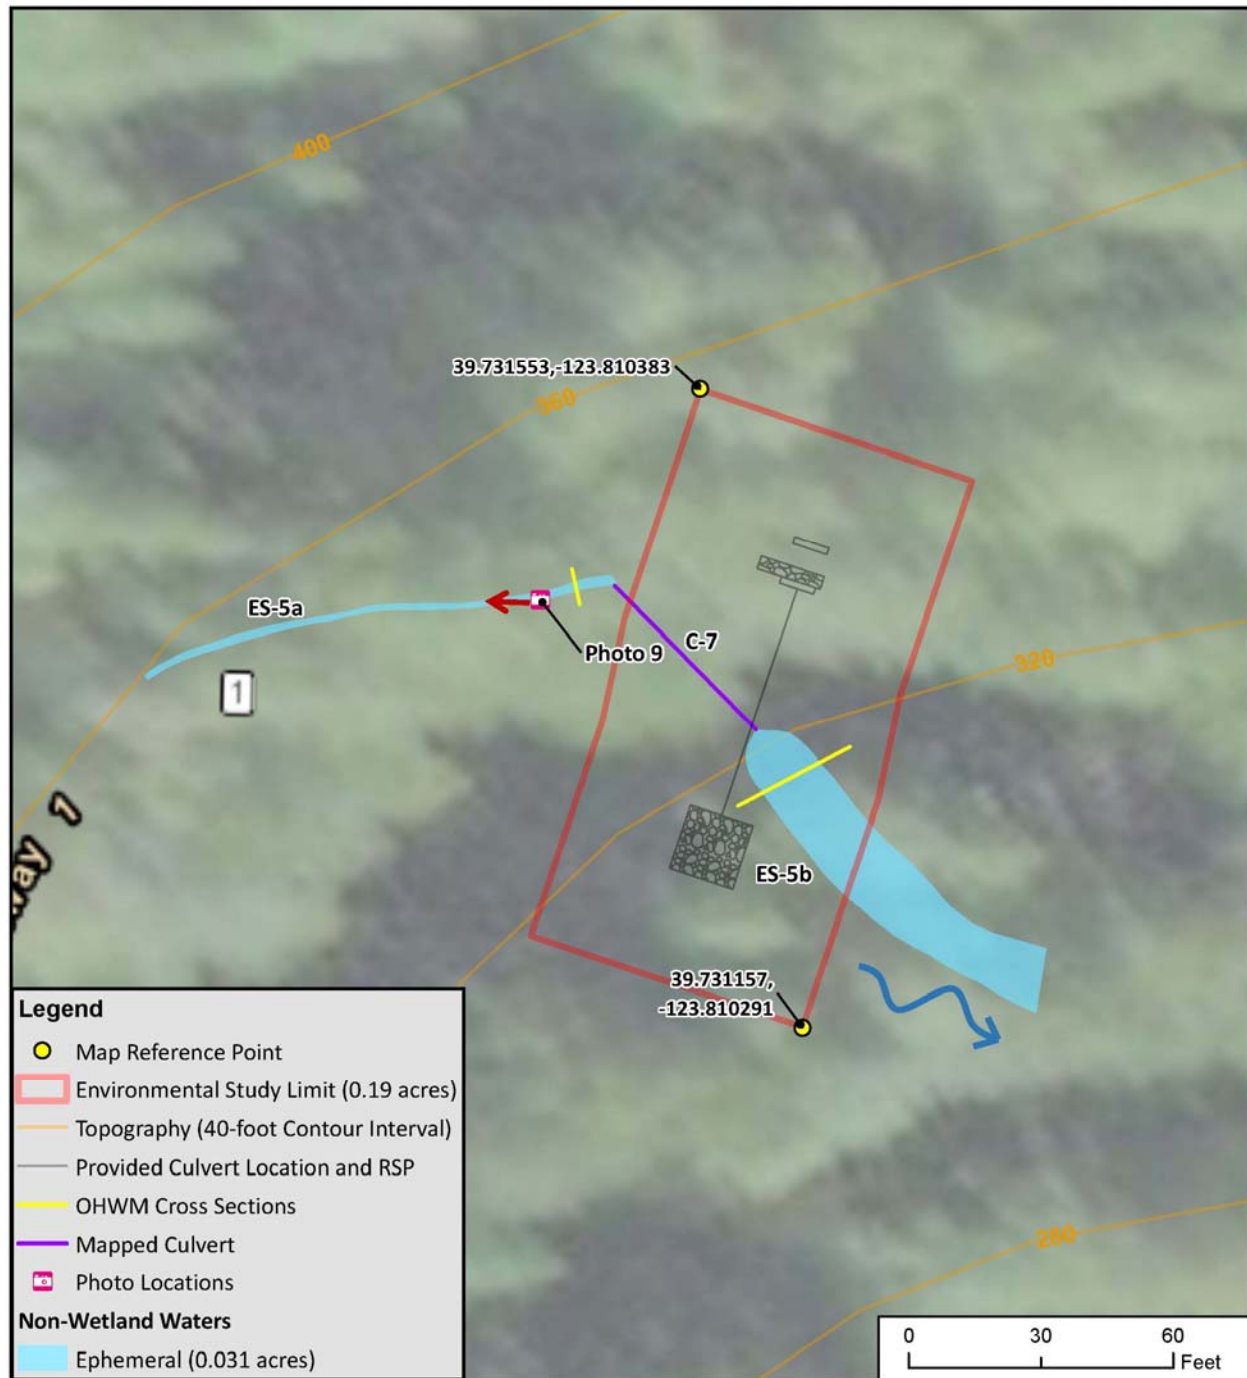 400
39.731553,-123.810383
360
ES-5a
Photo 9
C-7
320
1
way 1
ES-5b
39.731157,
-123.810291
280
Legend
Map Reference Point
Environmental Study Limit (0.19 acres)
Topography (40-foot Contour Interval)
Provided Culvert Location and RSP
OHWM Cross Sections
Mapped Culvert
Photo Locations
Non-Wetland Waters
Ephemeral (0.031 acres)
0 30 60
Feet